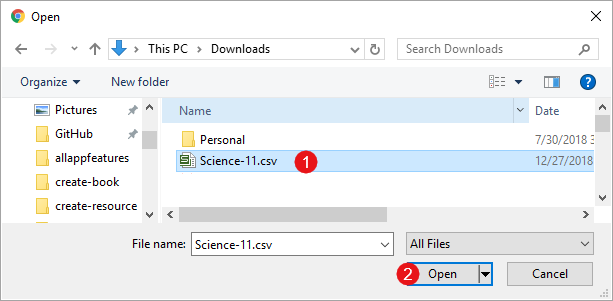 Open
This PC > Downloads
Search Downloads
Organize
New folder
?
Name
Date
Pictures
GitHub
allappfeatures
create-book
create-resource
Personal
7/30/2018 3
Science-11.csv
1
12/27/2018
File name:
Science-11.csv
All Files
2
Open
Cancel